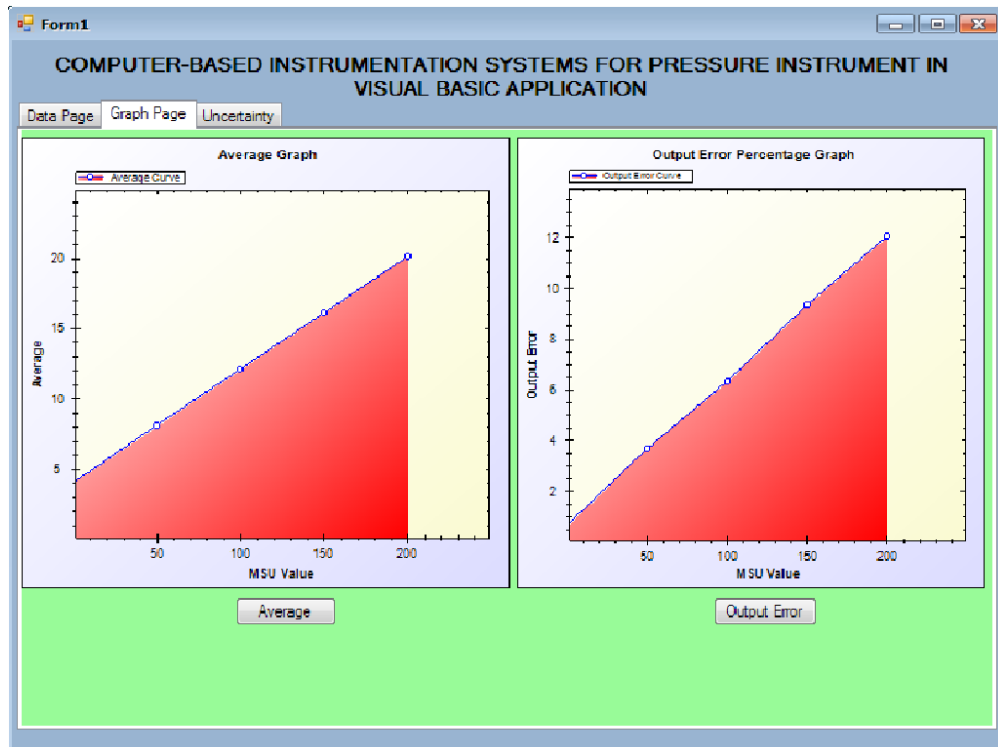 Form1
COMPUTER-BASED INSTRUMENTATION SYSTEMS FOR PRESSURE INSTRUMENT IN
VISUAL BASIC APPLICATION
Data Page
Graph Page
Uncertainty
Average Graph
Average Curve
20
15
10
5
Average
50
100
150
200
MSU Value
Average
Output Error Percentage Graph
Output Error Curve
12
10
8
6
4
2
Output Error
50
100
150
200
MSU Value
Output Error